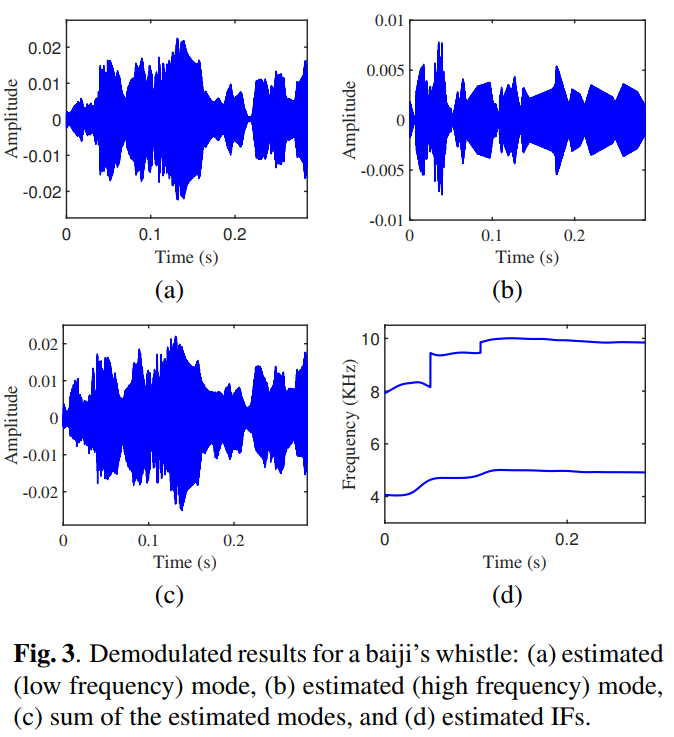 0.02
0.01
0
-0.01
-0.02
Amplitude
0
0.1
0.2
Time (s)
(a)
0.01
0.005
0
-0.005
-0.01
Amplitude
0
0.1
0.2
Time (s)
(b)
0.02
0.01
0
-0.01
-0.02
Amplitude
0
0.1
0.2
Time (s)
(c)
10
8
6
4
Frequency (KHz)
0
0.2
Time (s)
(d)
Fig. 3. Demodulated results for a baiji's whistle: (a) estimated
(low frequency) mode, (b) estimated (high frequency) mode,
(c) sum of the estimated modes, and (d) estimated IFs.